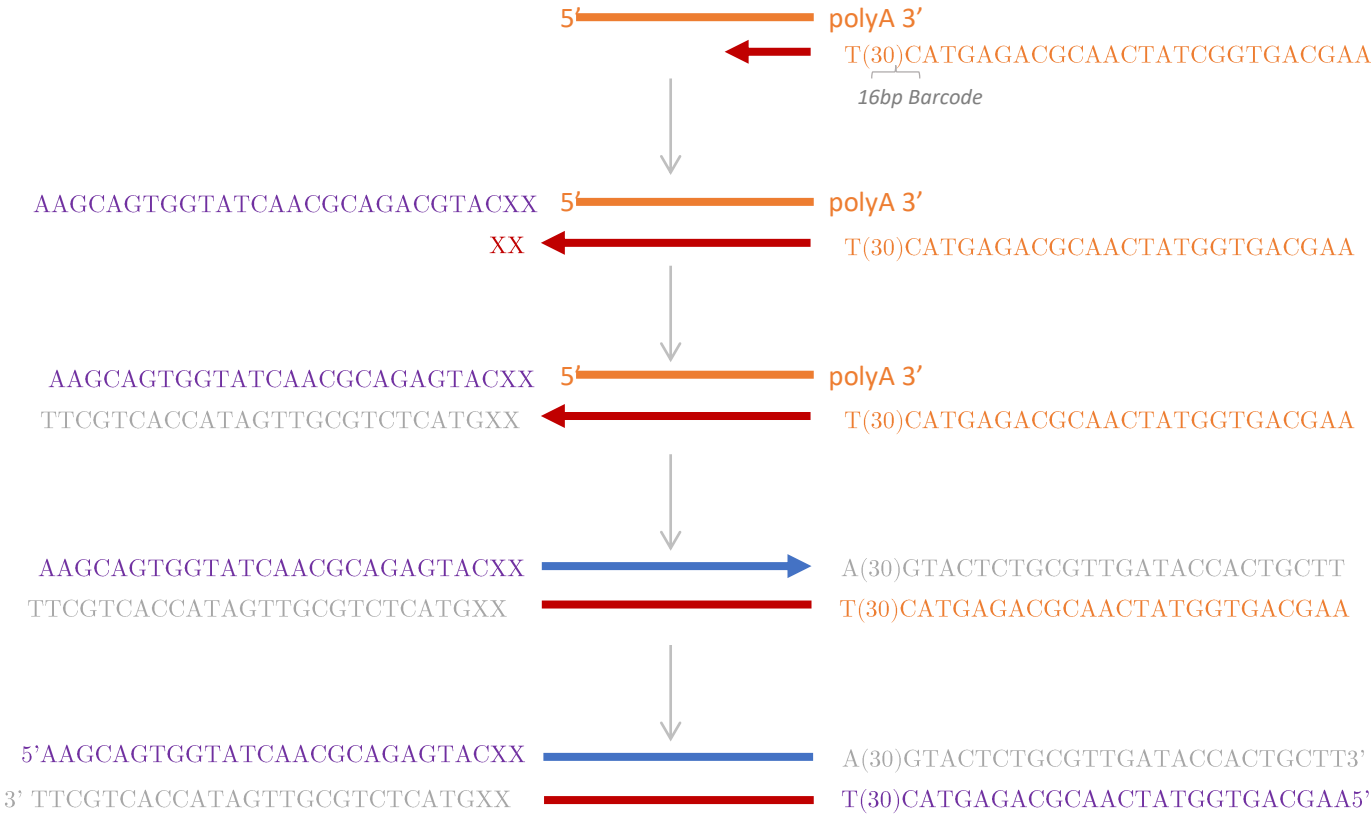 5’ polyA 3’
T(30)CATGAGACGCAACTATCGGTGACGAA
16bp Barcode
AAGCAGTGGTATCAACGCAGACGTACXX 5’ polyA 3’
XX T(30)CATGAGACGCAACTATGGTGACGAA
AAGCAGTGGTATCAACGCAGAGTACXX 5’ polyA 3’
TTCGTCACCATAGTTGCGTCTCATGXX T(30)CATGAGACGCAACTATGGTGACGAA
AAGCAGTGGTATCAACGCAGAGTACXX A(30)GTACTCTGCGTTGATACCACTGCTT
TTCGTCACCATAGTTGCGTCTCATGXX T(30)CATGAGACGCAACTATGGTGACGAA
5’AAGCAGTGGTATCAACGCAGAGTACXX A(30)GTACTCTGCGTTGATACCACTGCTT3’
3’ TTCGTCACCATAGTTGCGTCTCATGXX T(30)CATGAGACGCAACTATGGTGACGAA5’